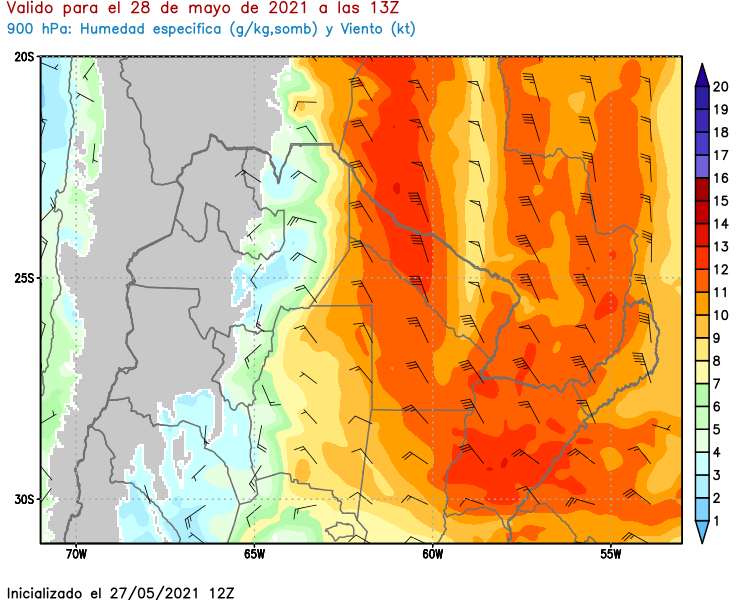 Valido para el 28 de mayo de 2021 a las 13Z
900 hPa: Humedad especifica (g/kg,somb) y Viento (kt)
20S
25S
30S
70W
65W
60W
55W
20
19
18
17
16
15
14
13
12
11
10
9
8
7
6
5
4
3
2
1
Inicializado el 27/05/2021 12Z